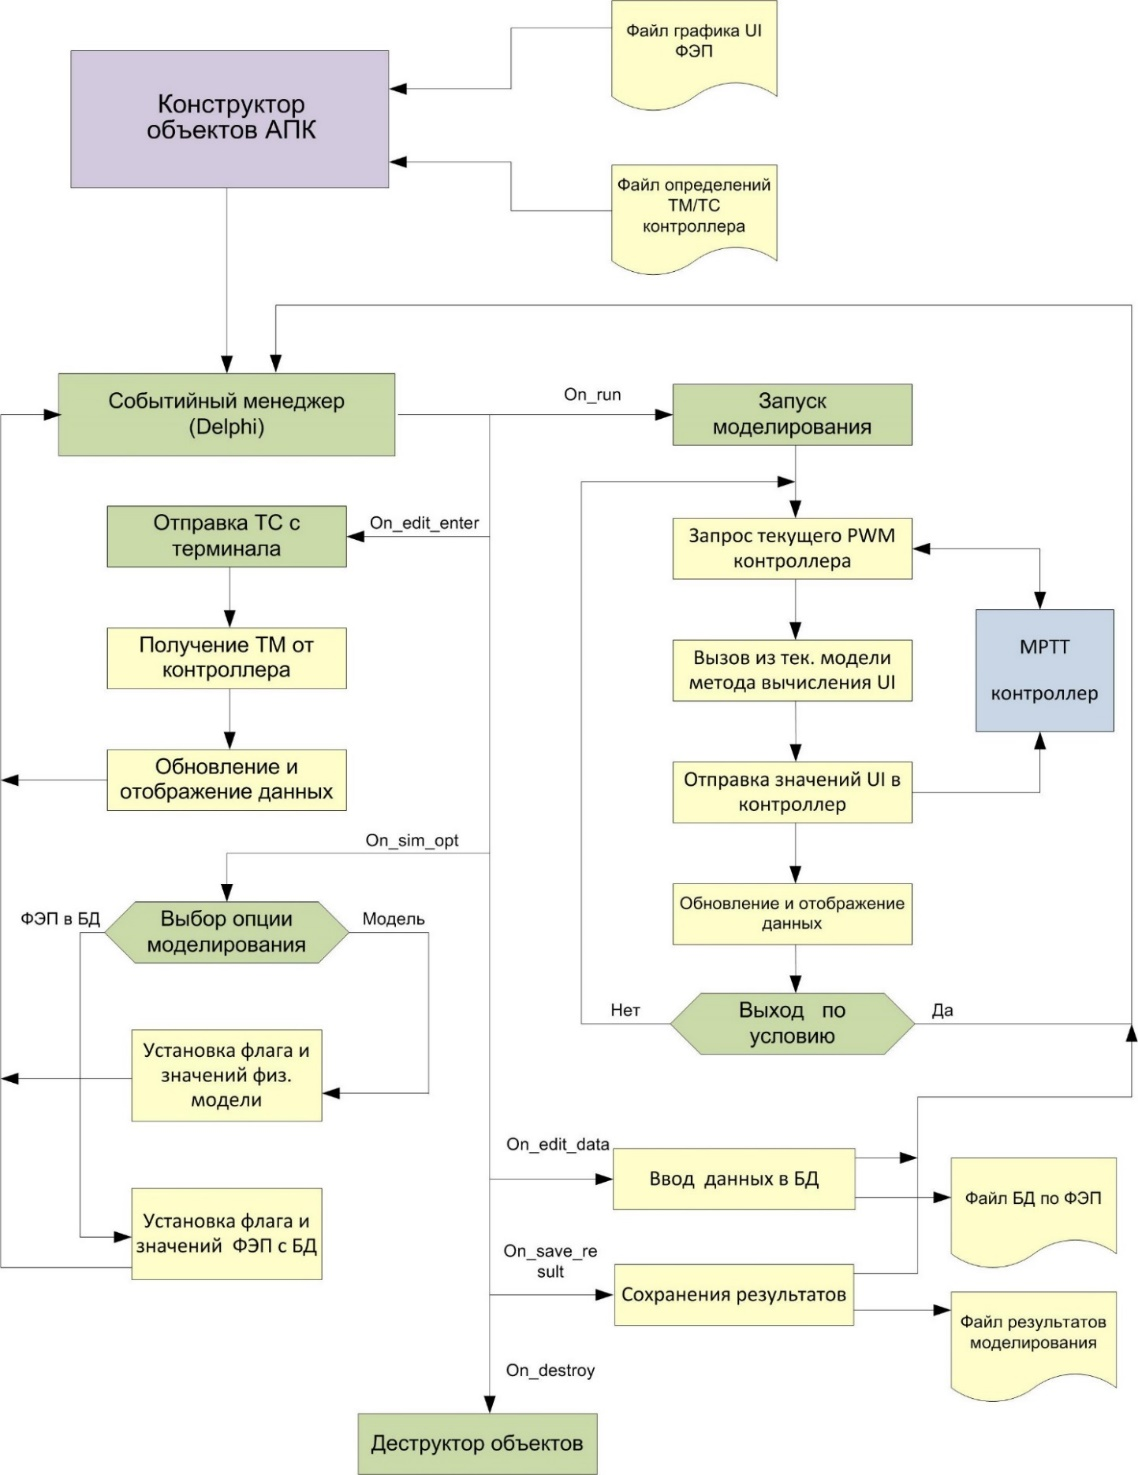 Файл графика UI
ФЭП
Конструктор
объектов АПК
Файл определений
ТМ/ТС
контроллера
Событийный менеджер
(Delphi)
On_run
Запуск
моделирования
Отправка ТС с
терминала
On_edit_enter
Запрос текущего PWM
контроллера
Получение ТМ от
контроллера
Вызов из тек. модели
метода вычисления UI
МРТТ
контроллер
Обновление и
отображение данных
Отправка значений UI в
контроллер
On_sim_opt
ФЭП в БД
Выбор опции
моделирования
Модель
Обновление и отображение
данных
Нет
Выход по
условию
Да
Установка флага и
значений физ.
модели
On_edit_data
Ввод данных в БД
Файл БД по ФЭП
Установка флага и
значений ФЭП с БД
On_save_re
sult
Сохранения результатов
Файл результатов
моделирования
On_destroy
Деструктор объектов